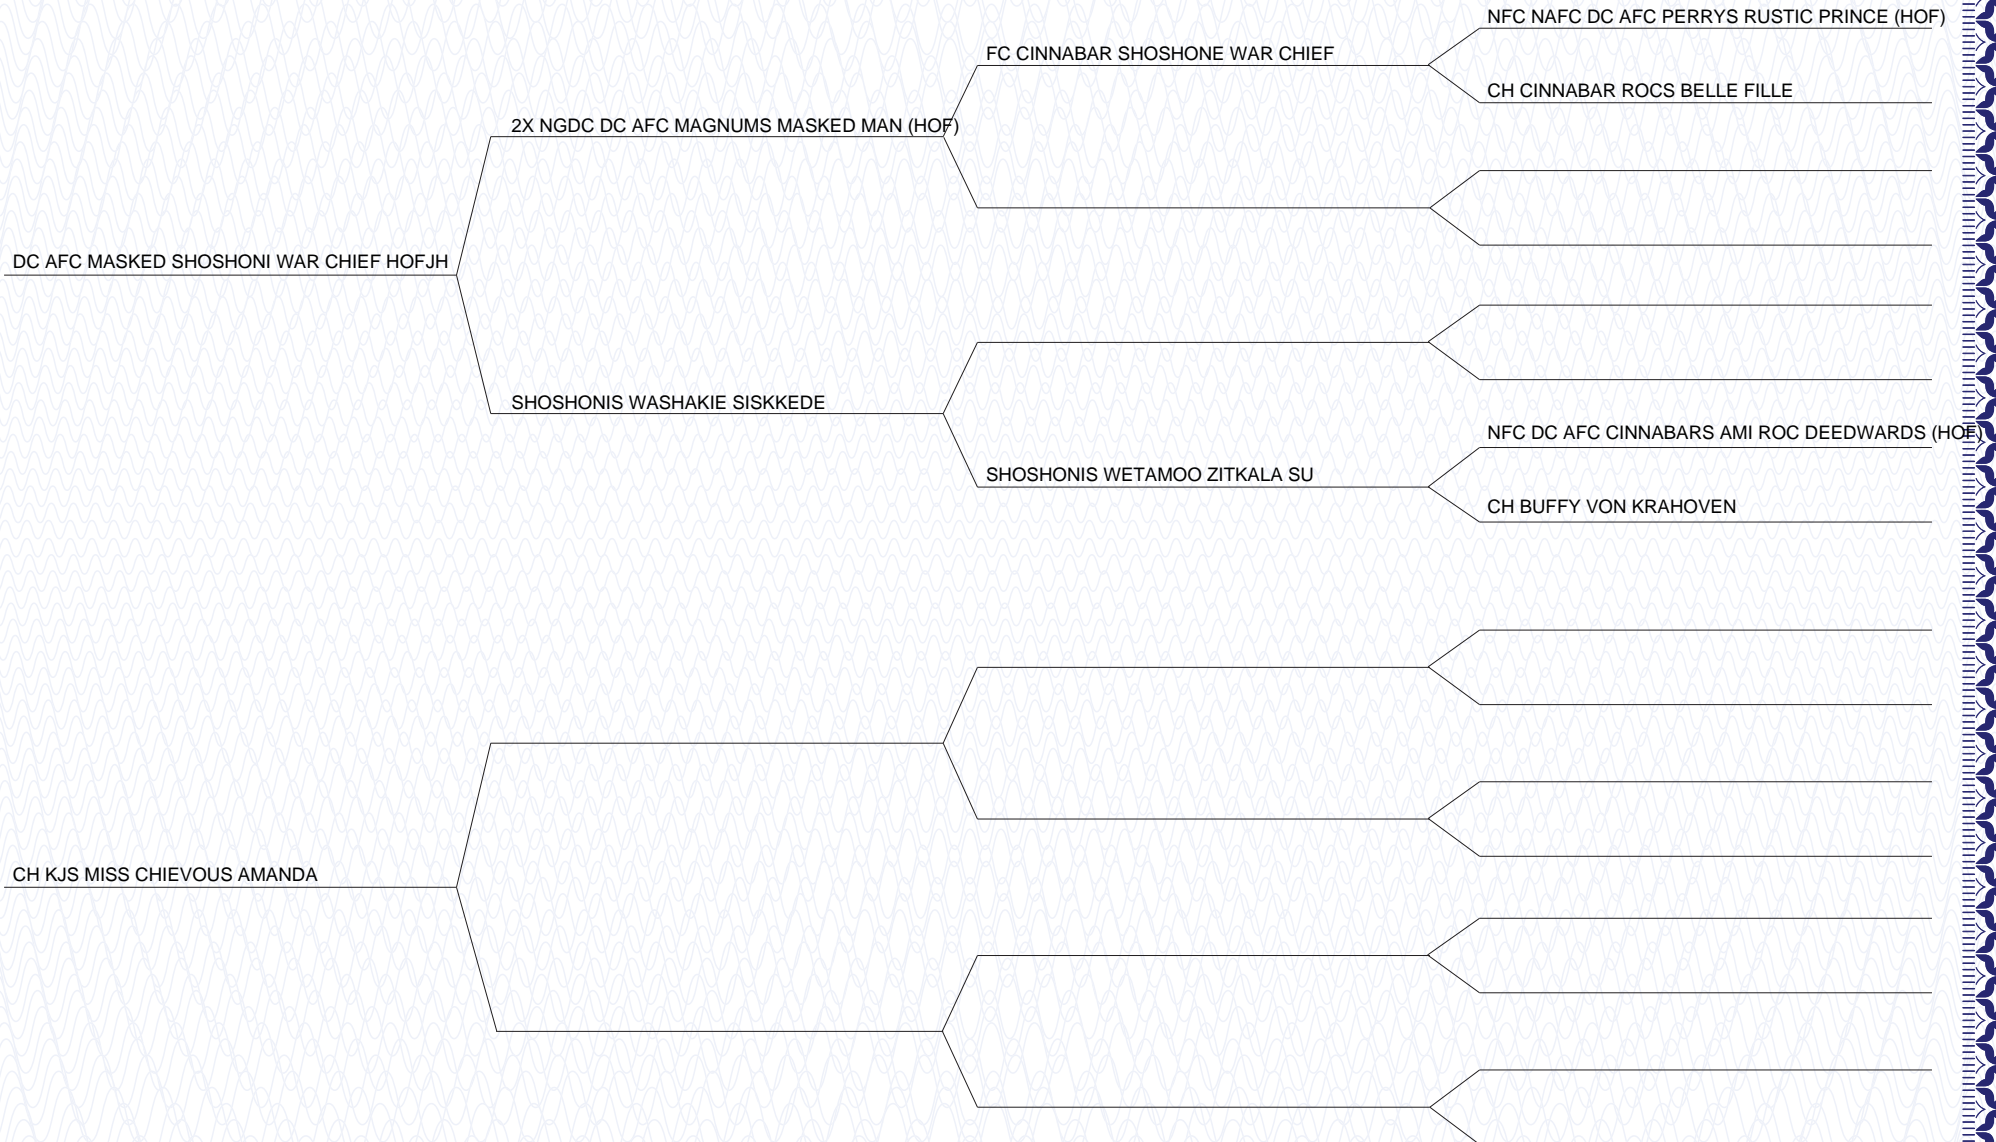 NFC NAFC DC AFC PERRYS RUSTIC PRINCE (HOF)
FC CINNABAR SHOSHONE WAR CHIEF
CH CINNABAR ROCS BELLE FILLE
2X NGDC DC AFC MAGNUMS MASKED MAN (HOF)
DC AFC MASKED SHOSHONI WAR CHIEF HOFJH
SHOSHONIS WASHAKIE SISKKEDE
NFC DC AFC CINNABARS AMI ROC DEEDWARDS (HOF)
SHOSHONIS WETAMOO ZITKALA SU
CH BUFFY VON KRAHOVEN
CH KJS MISS CHIEVOUS AMANDA